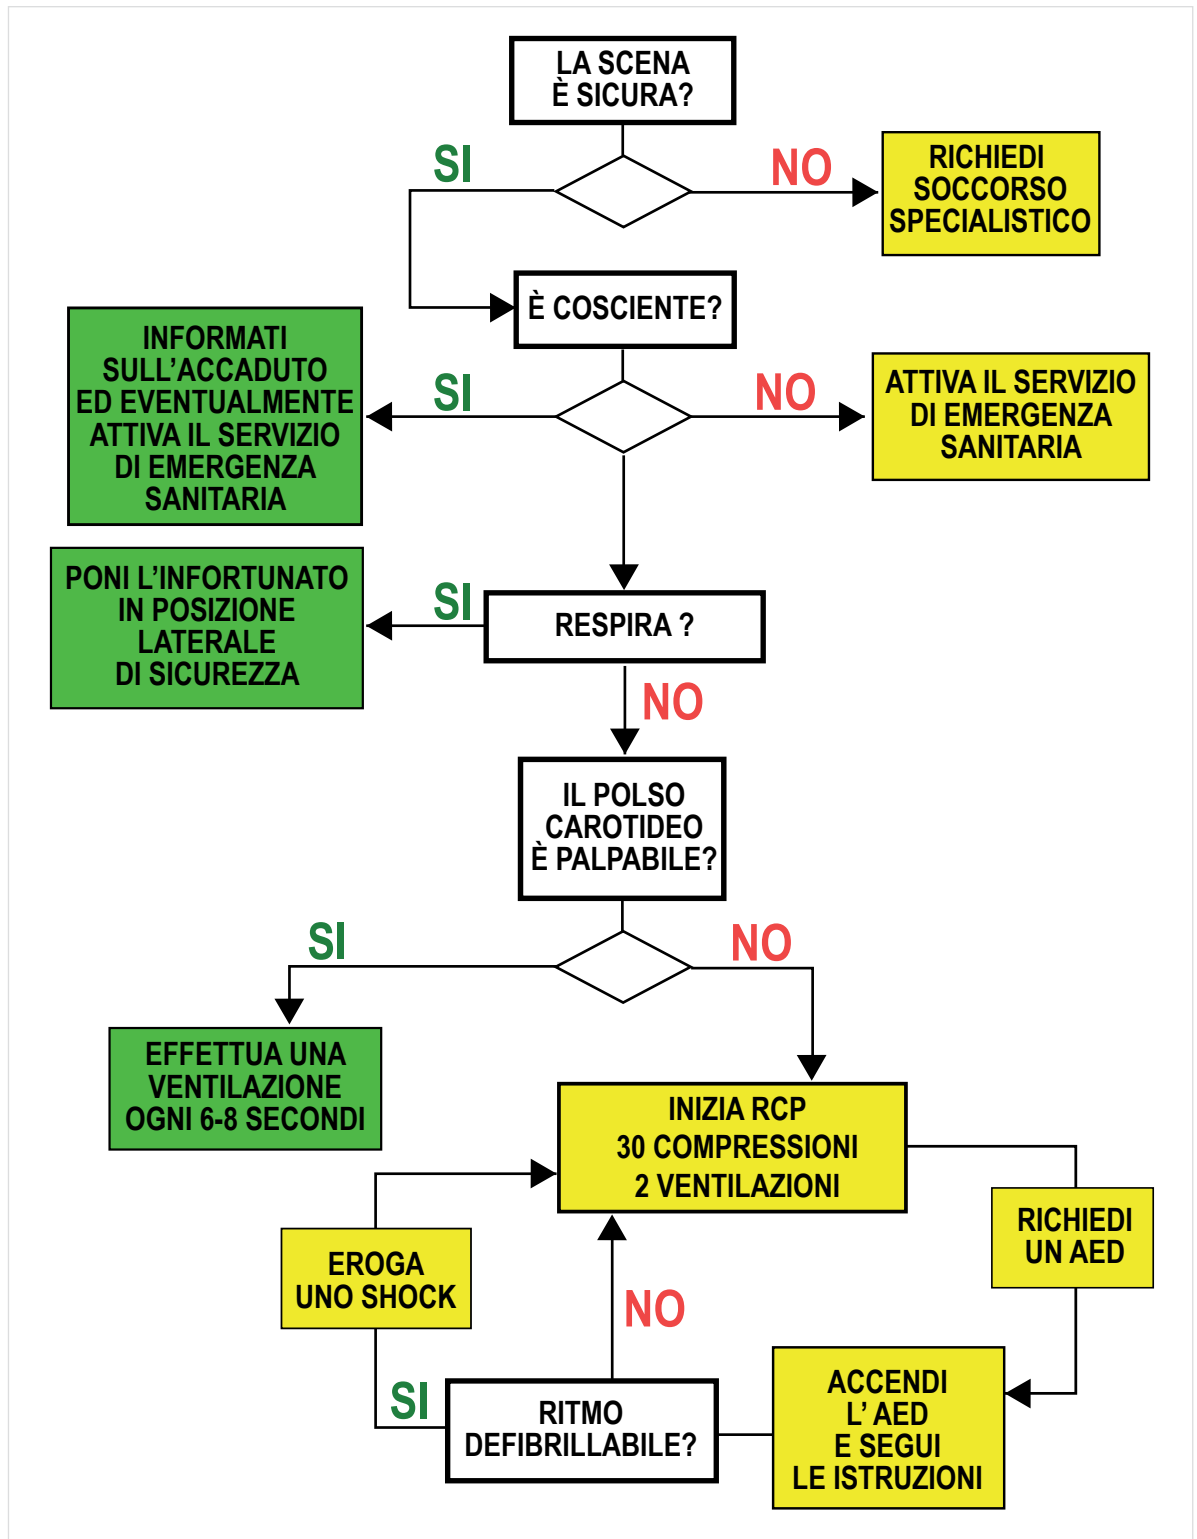 LA SCENA
È SICURA?
SI
NO
RICHIEDI
SOCCORSO
SPECIALISTICO
È COSCIENTE?
INFORMATI
SULL'ACCADUTO
ED EVENTUALMENTE
ATTIVA IL SERVIZIO
DI EMERGENZA
SANITARIA
SI
NO
ATTIVA IL SERVIZIO
DI EMERGENZA
SANITARIA
PONI L'INFORTUNATO
IN POSIZIONE
LATERALE
DI SICUREZZA
SI
RESPIRA ?
NO
IL POLSO
CAROTIDEO
È PALPABILE?
SI
NO
EFFETTUA UNA
VENTILAZIONE
OGNI 6-8 SECONDI
INIZIA RCP
30 COMPRESSIONI
2 VENTILAZIONI
RICHIEDI
UN AED
EROGA
UNO SHOCK
NO
SI
RITMO
DEFIBRILLABILE?
ACCENDI
L' AED
E SEGUI
LE ISTRUZIONI